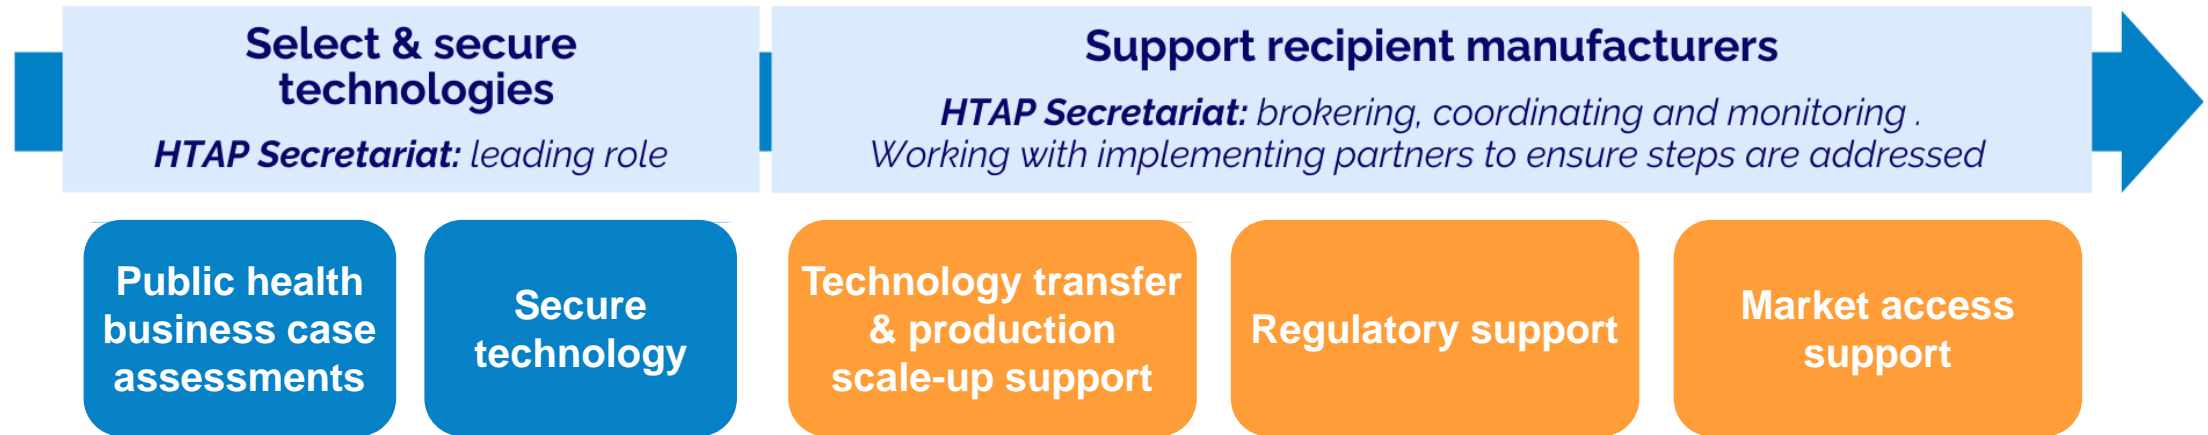 Select & secure
technologies
HTAP Secretariat: leading role
Support recipient manufacturers
HTAP Secretariat: brokering, coordinating and monitoring .
Working with implementing partners to ensure steps are addressed
Public health
business case
assessments
Secure
technology
Technology transfer
& production
scale-up support
Regulatory support
Market access
support